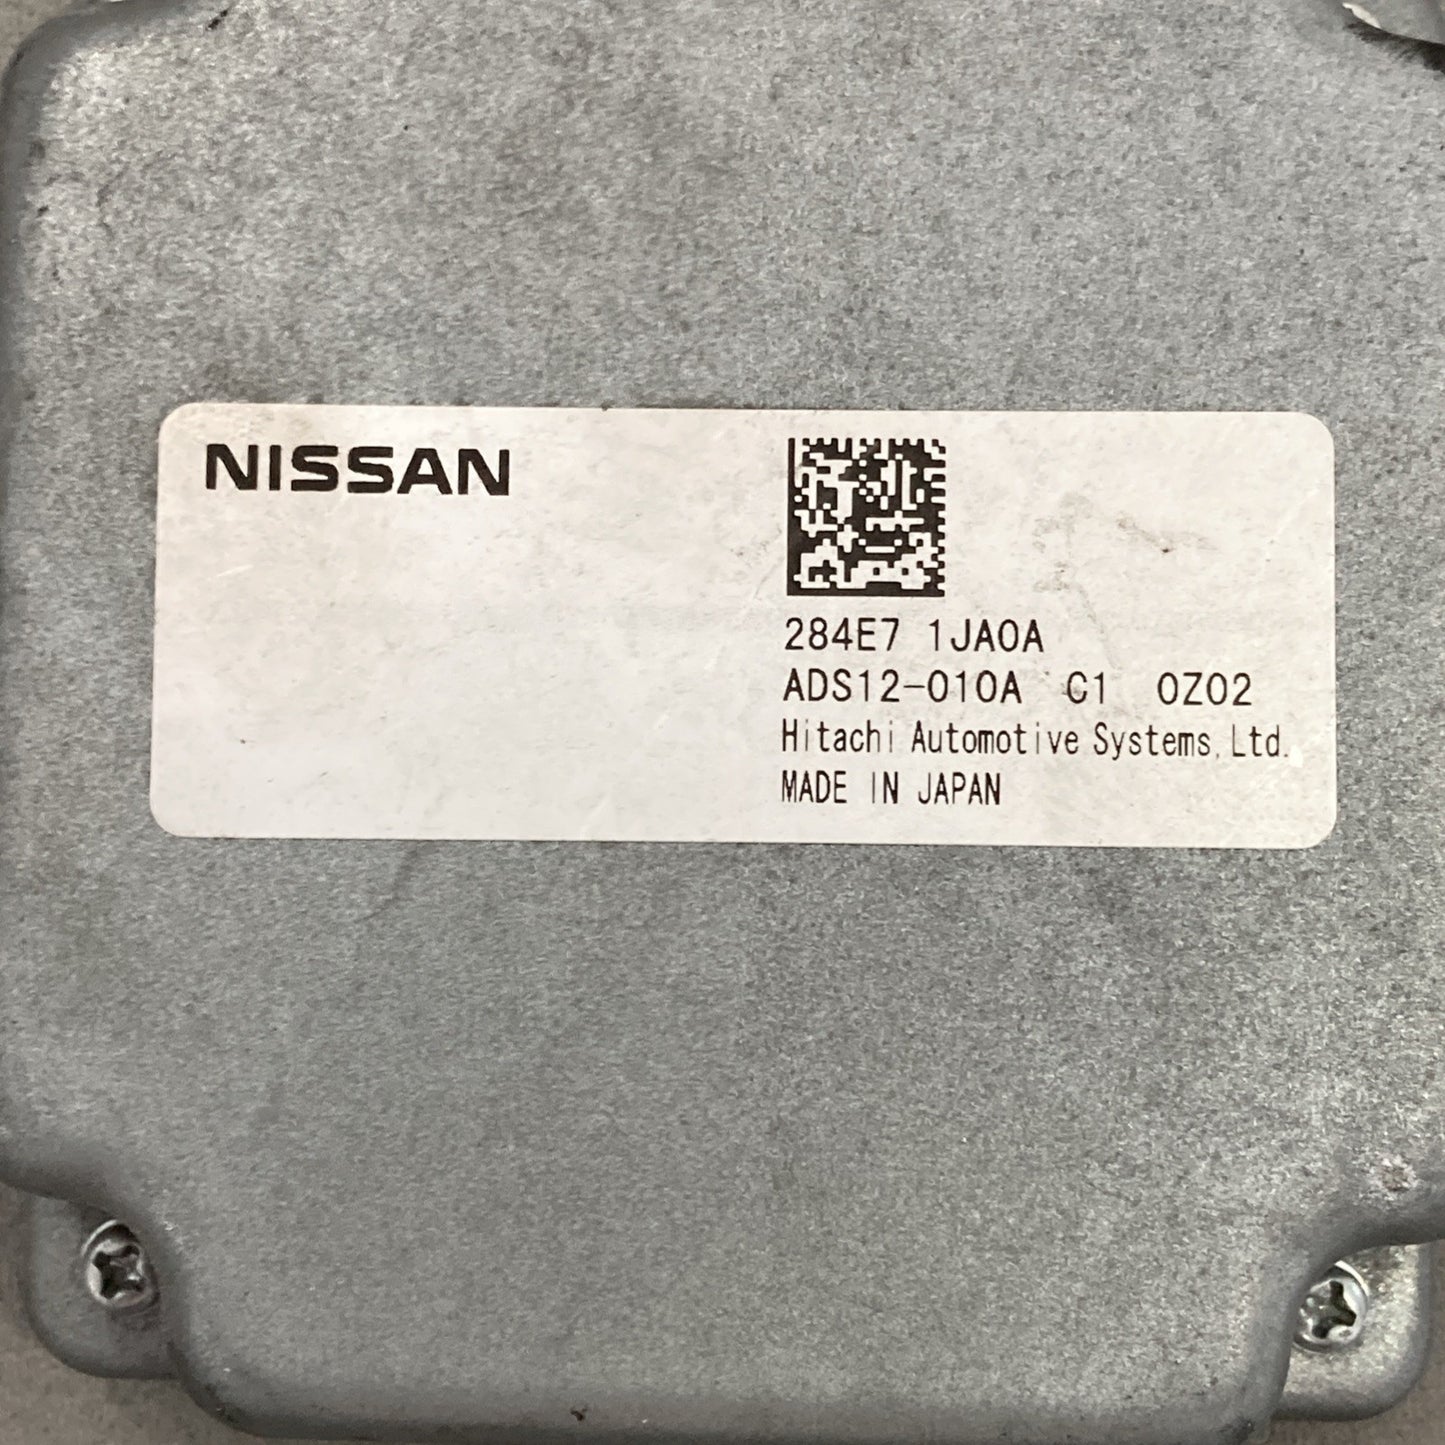 NISSAN
284E7 1JA0A
ADS12-010A C1 0Z02
Hitachi Automotive Systems, Ltd.
MADE IN JAPAN